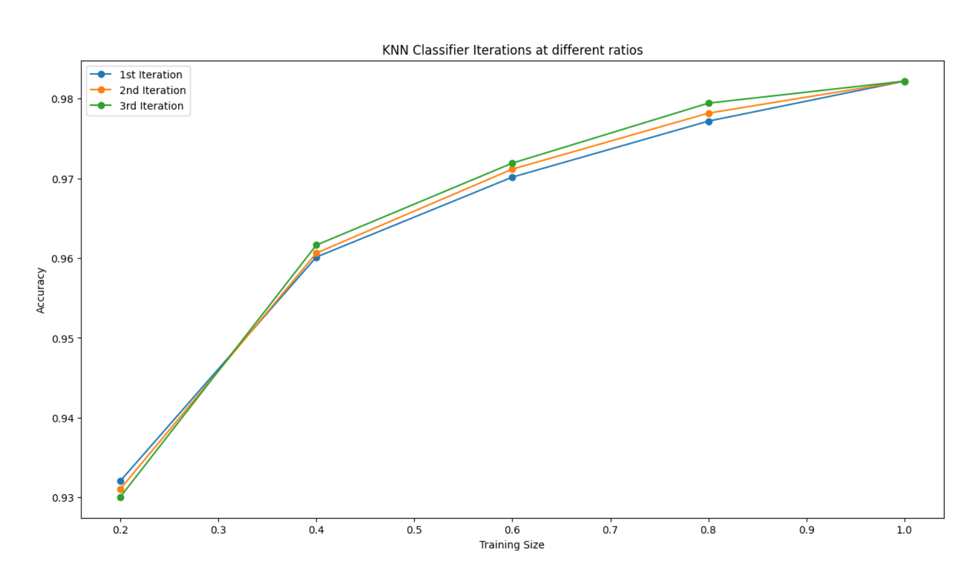 KNN Classifier Iterations at different ratios
1st Iteration
2nd Iteration
3rd Iteration
0.98
0.97
0.96
0.95
0.94
0.93
Accuracy
0.2 0.3 0.4 0.5 0.6 0.7 0.8 0.9 1.0
Training Size